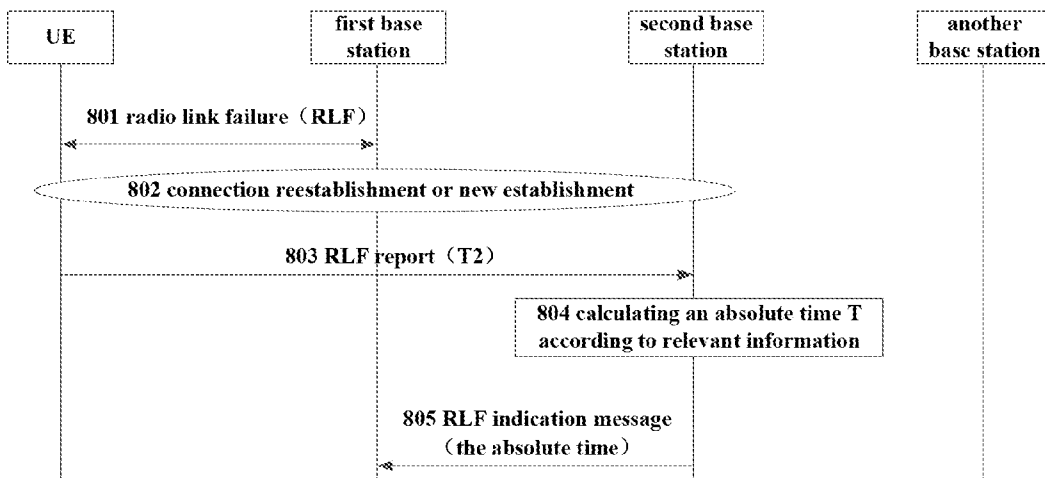 UE
first base
station
second base
station
another
base station
801 radio link failure（RLF）
802 connection reestablishment or new establishment
803 RLF report（T2）
804 calculating an absolute time T
according to relevant information
805 RLF indication message
（the absolute time）